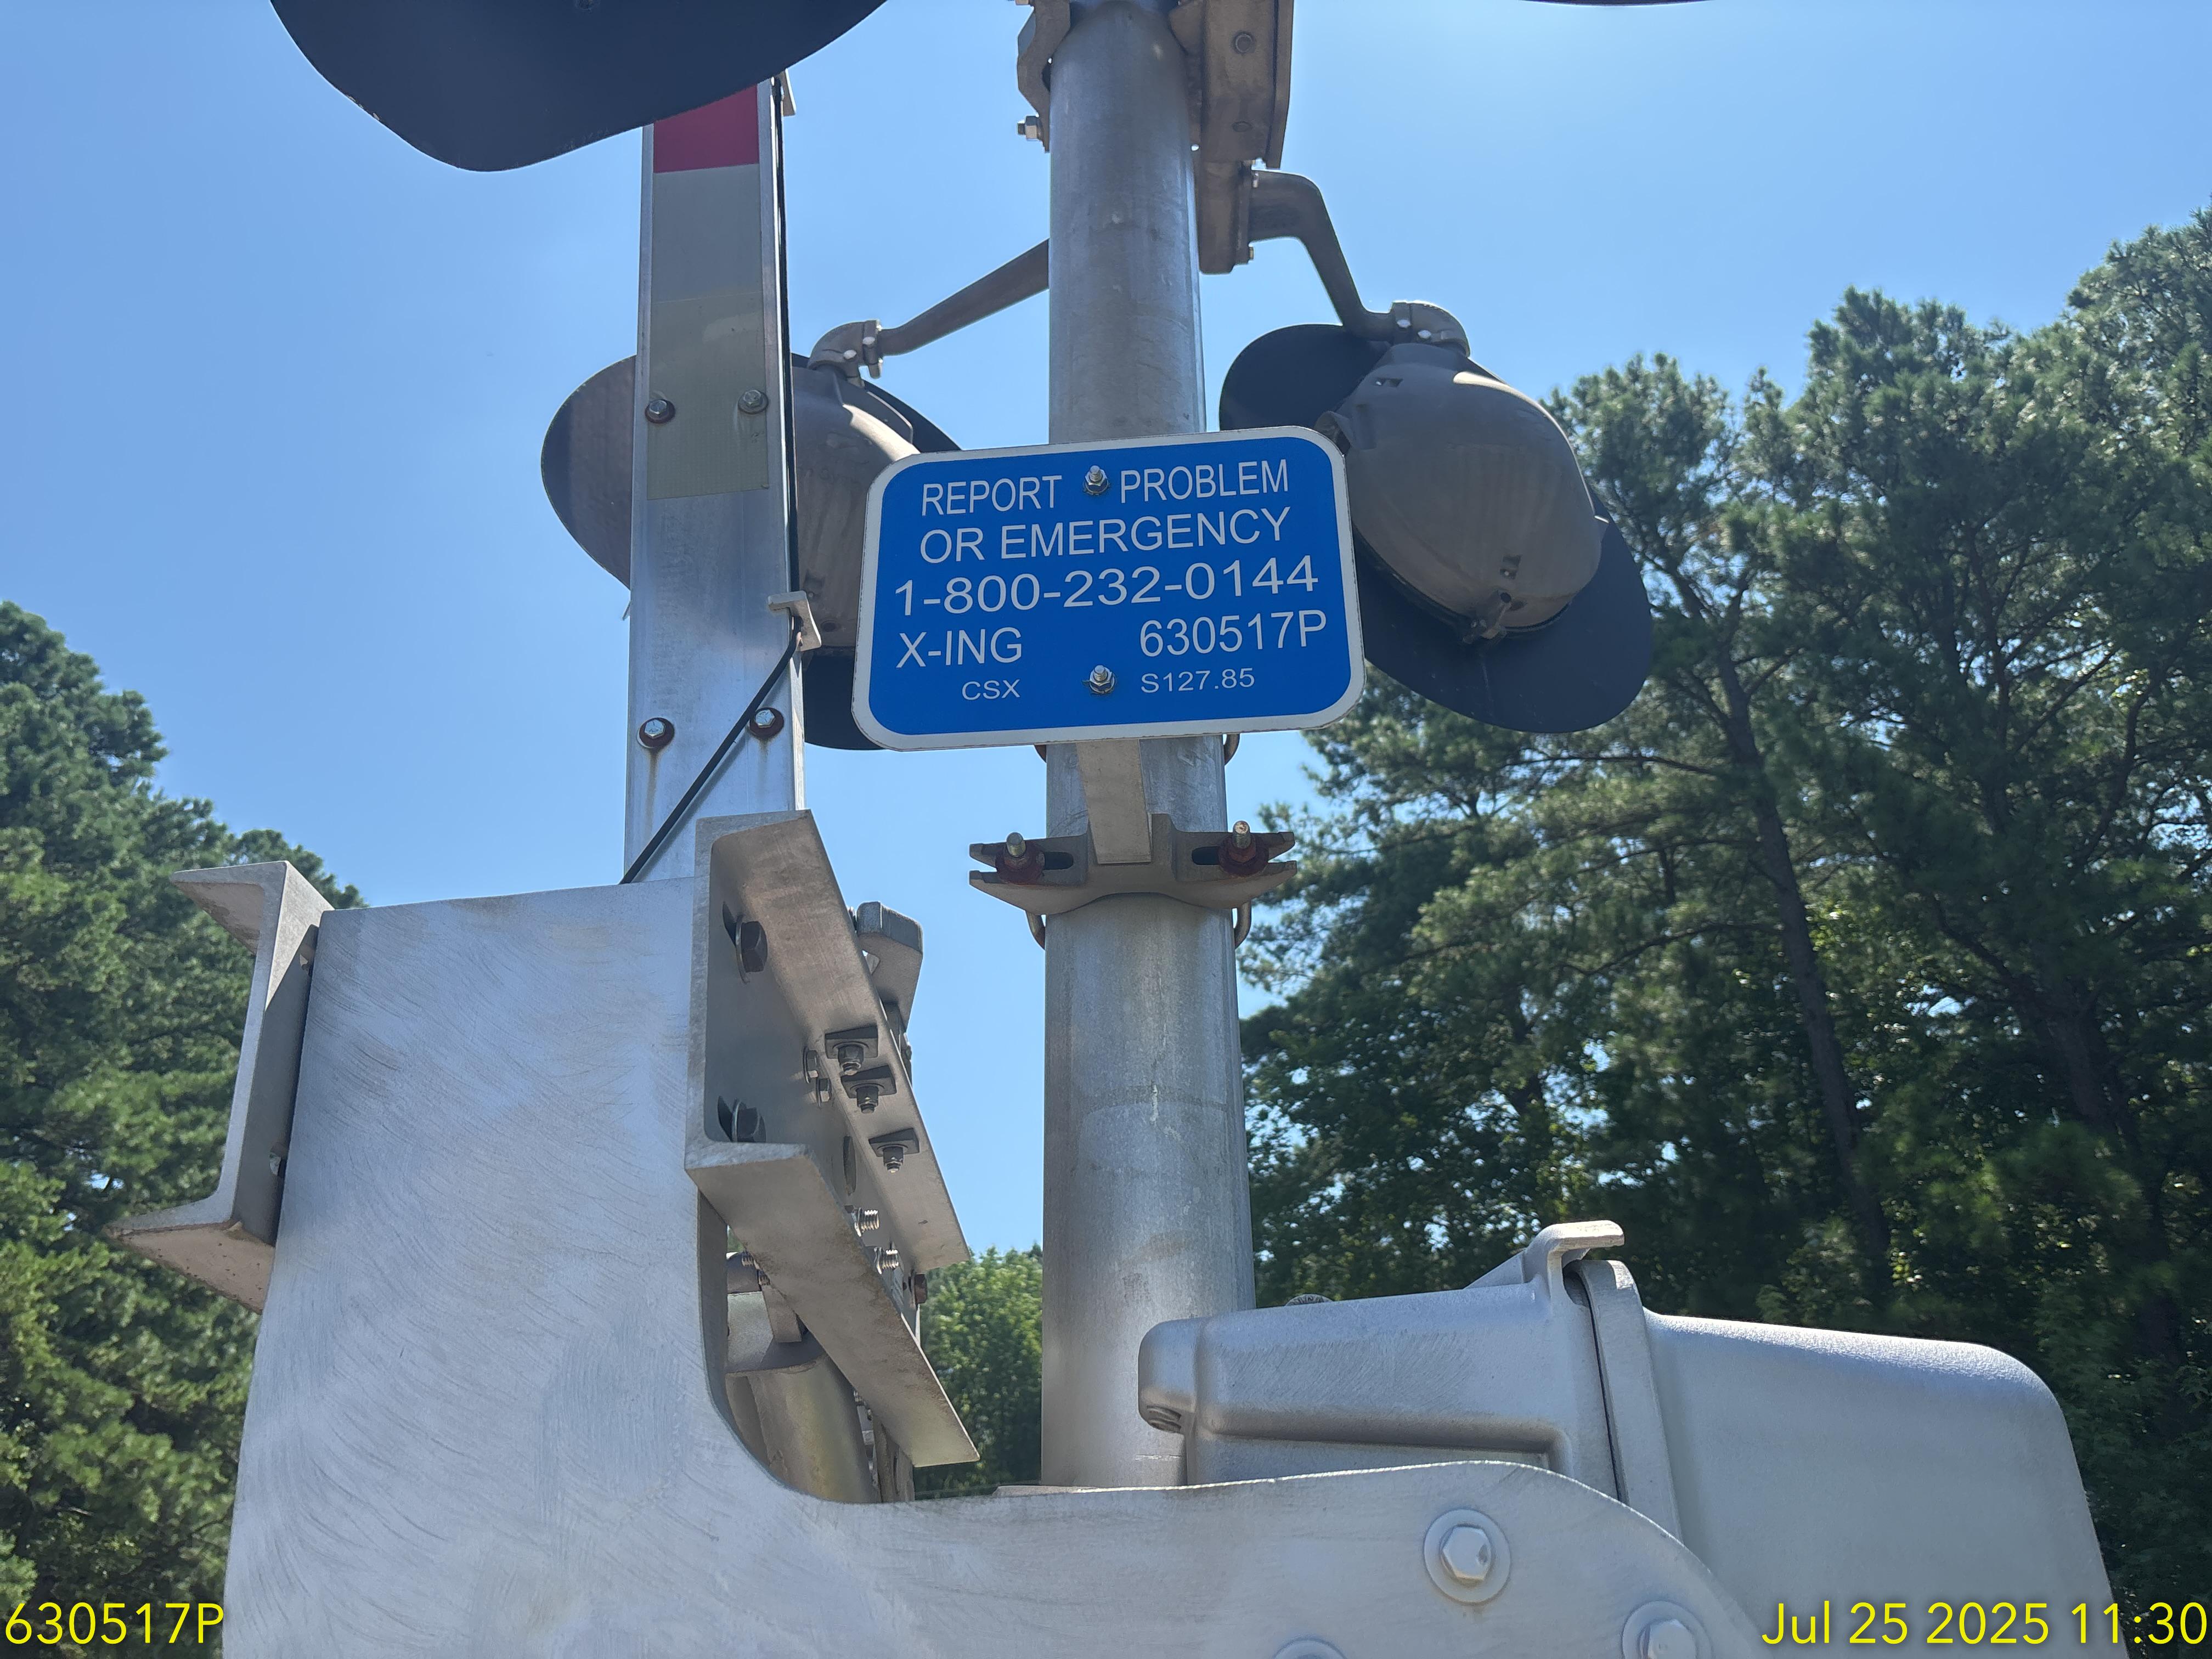 REPORT PROBLEM
OR EMERGENCY
1-800-232-0144
X-ING 630517P
CSX S127.85
630517P
Jul 25 2025 11:30